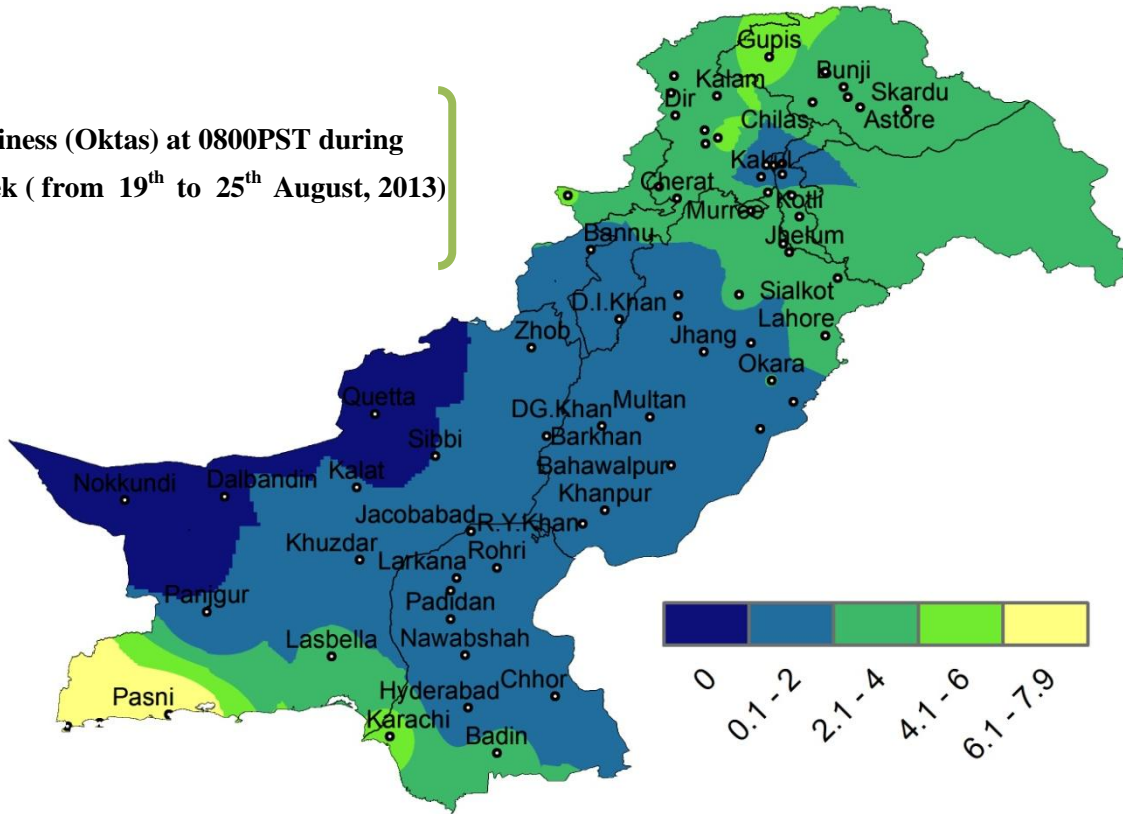 iness (Oktas) at 0800PST during
ek ( from 19th to 25th August, 2013)
Gupis
Bunji
Kalam
Skardu
Dir
Astore
Chilas
Kakul
Cherat
Kotli
Murree
Jhelum
Bannu
Sialkot
D.I.Khan
Lahore
Zhob
Jhang
Okara
Quetta
DG.Khan
Multan
Sibbi
Barkhan
Bahawalpur
Nokkundi
Dalbandin
Kalat
Khanpur
Jacobabad
R.Y.Khan
Khuzdar
Rohri
Larkana
Panjgur
Padidan
Lasbella
Nawabshah
Pasni
Hyderabad
Chhor
Karachi
Badin
0
0.1 - 2
2.1 - 4
4.1 - 6
6.1 - 7.9